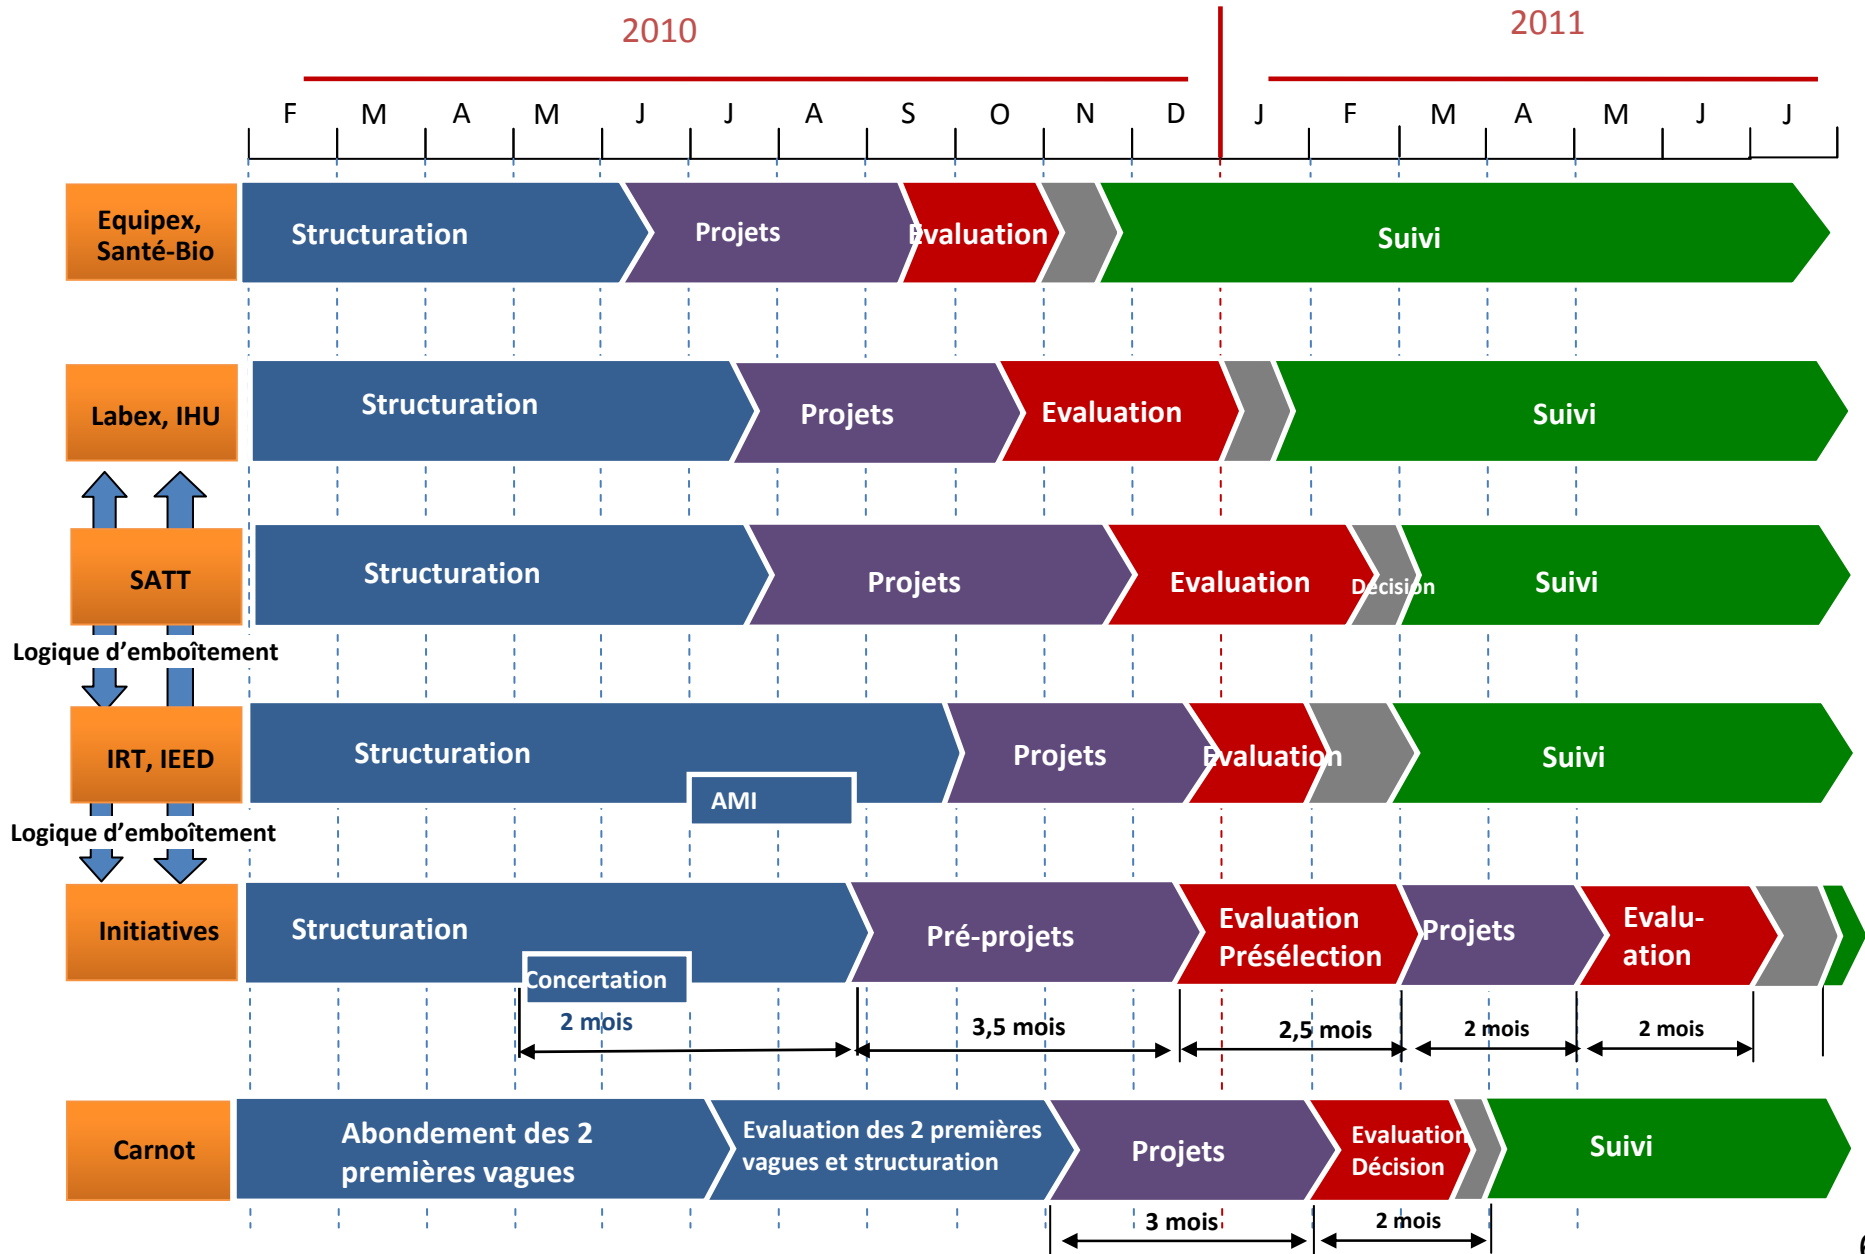 2010
2011
F M A M J J A S O N D J F M A M J J
Equipex,
Santé-Bio
Structuration
Projets
Evaluation
Suivi
Labex, IHU
Structuration
Projets
Evaluation
Suivi
SATT
Structuration
Projets
Evaluation
Décision
Suivi
Logique d'emboîtement
IRT, IEED
Structuration
AMI
Projets
Evaluation
Suivi
Logique d'emboîtement
Initiatives
Structuration
Concertation
Pré-projets
Evaluation
Présélection
Projets
Evalu-
ation
2 mois
3,5 mois
2,5 mois
2 mois
2 mois
Carnot
Abondement des 2
premières vagues
Evaluation des 2 premières
vagues et structuration
Projets
Evaluation
Décision
Suivi
3 mois
2 mois